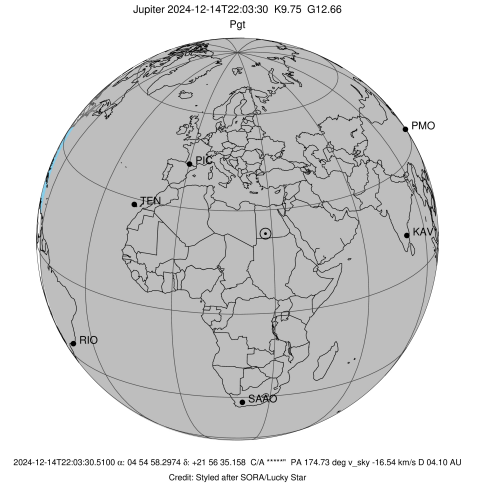 Jupiter 2024-12-14T22:03:30 K9.75 G12.66
Pgt
PMO
PIC
TEN
KAV
RIO
SAAO
2024-12-14T22:03:30.5100 α: 04 54 58.2974 δ: +21 56 35.158 C/A *****" PA 174.73 deg v_sky -16.54 km/s D 04.10 AU
Credit: Styled after SORA/Lucky Star